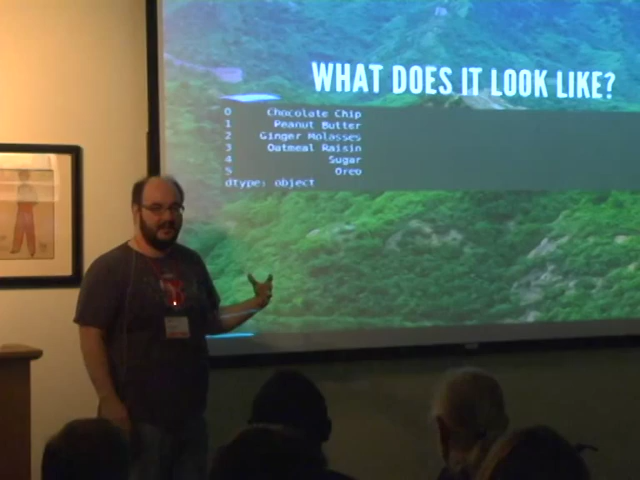 WHAT DOES IT LOOK LIKE?
0 Chocolate Chip
1 Peanut Butter
2 Ginger Molasses
3 Oatmeal Raisin
4 Sugar
5 Oreo
dtype: object